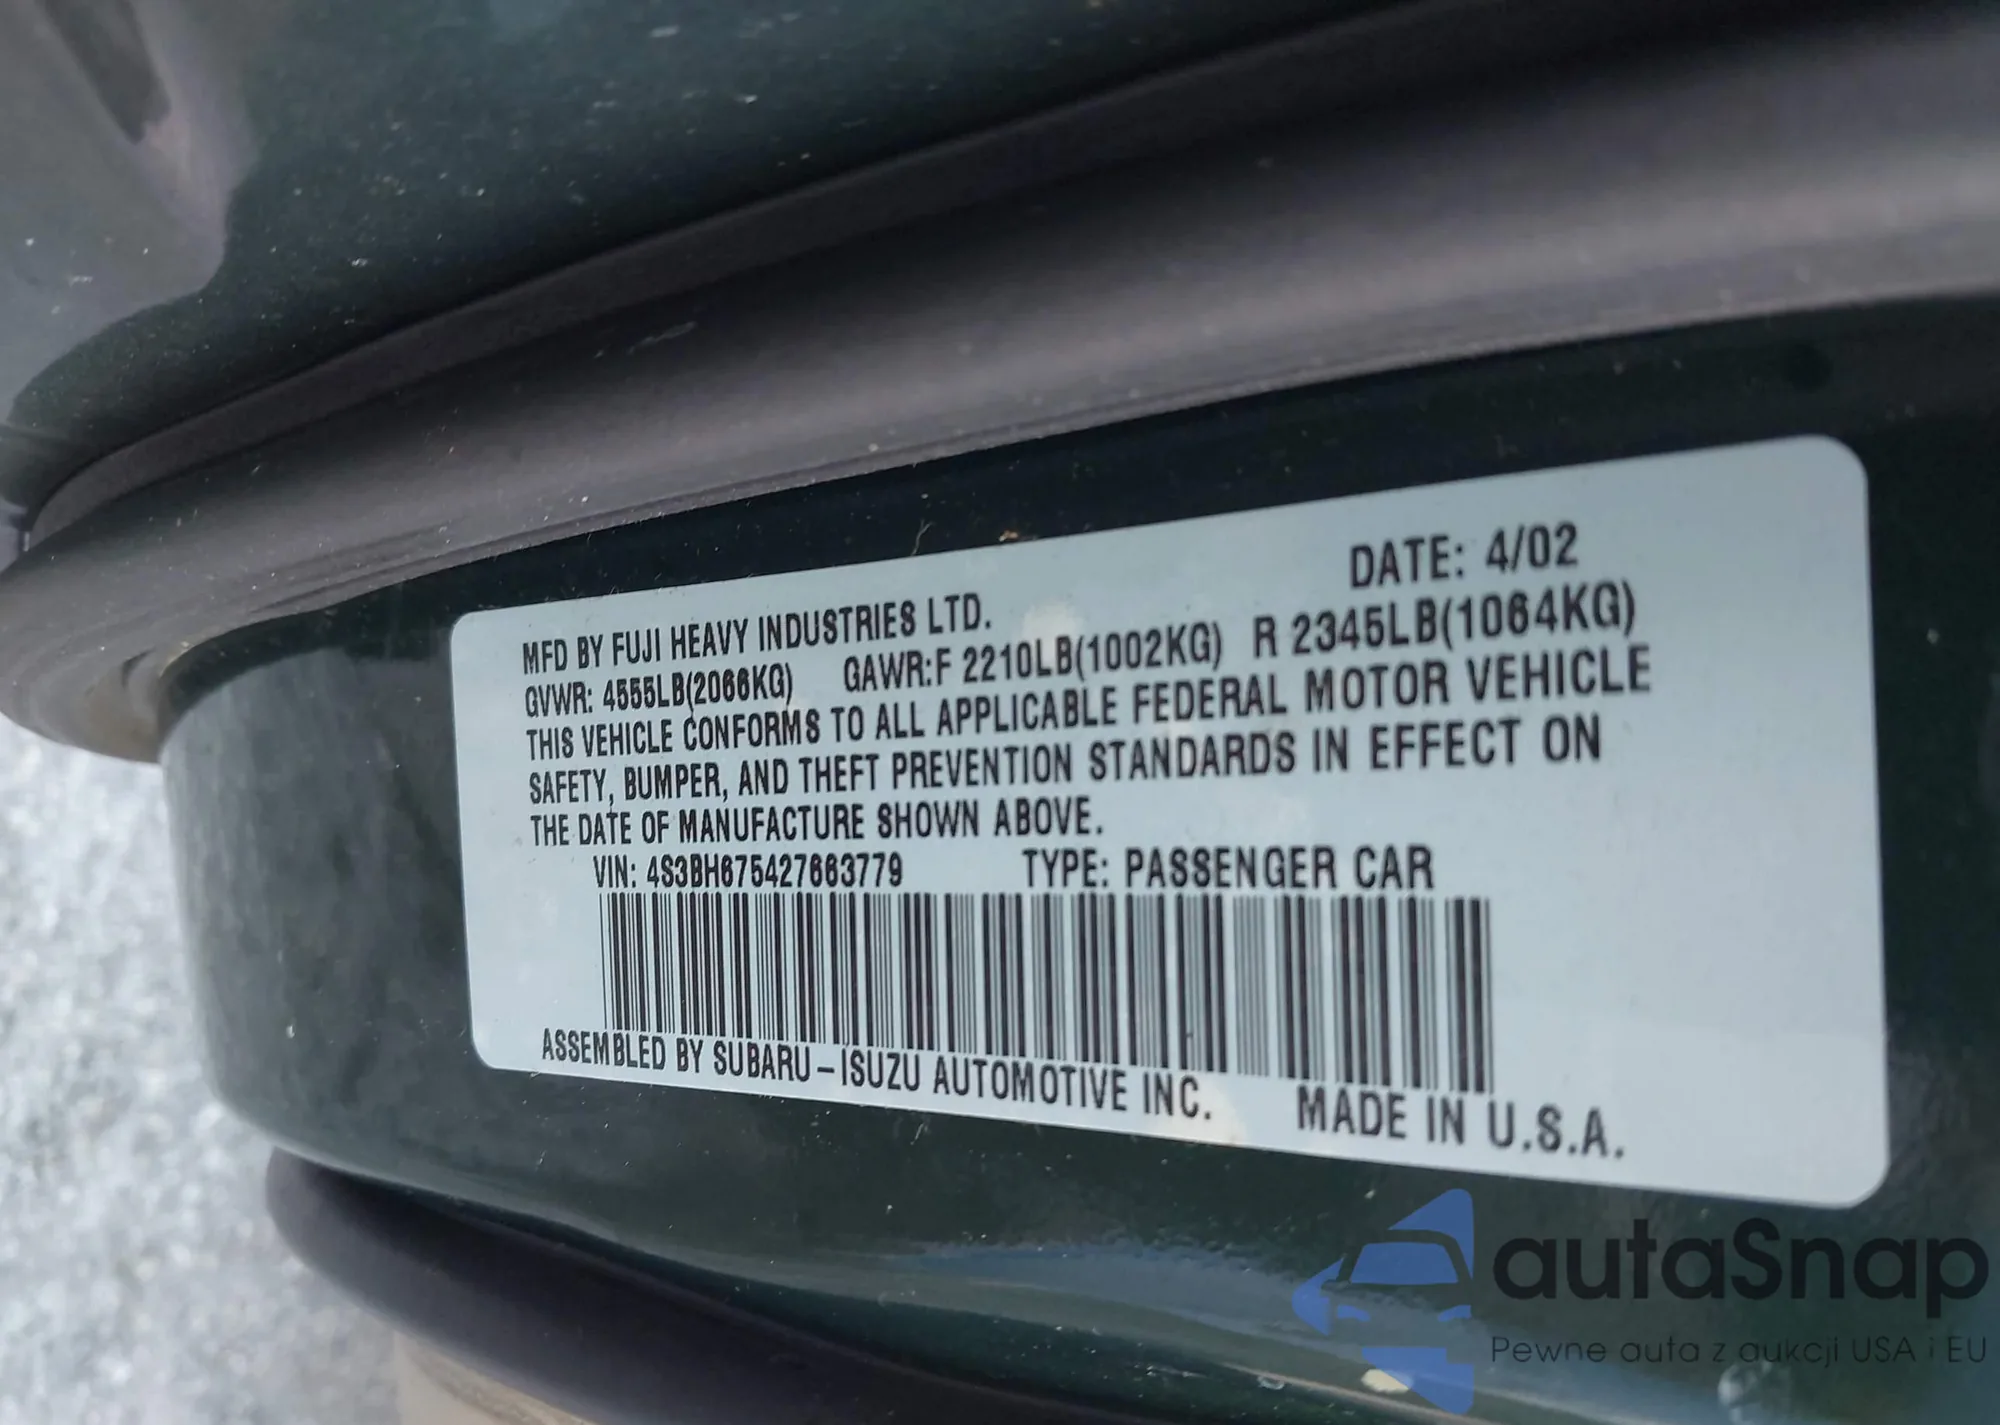 DATE: 4/02
MFD BY FUJI HEAVY INDUSTRIES LTD.
GVWR: 4555LB(2066KG) GAWR:F 2210LB(1002KG) R 2345LB(1064KG)
THIS VEHICLE CONFORMS TO ALL APPLICABLE FEDERAL MOTOR VEHICLE
SAFETY, BUMPER, AND THEFT PREVENTION STANDARDS IN EFFECT ON
THE DATE OF MANUFACTURE SHOWN ABOVE.
VIN: 4S3BH675427663779 TYPE: PASSENGER CAR
ASSEMBLED BY SUBARU-ISUZU AUTOMOTIVE INC. MADE IN U.S.A.
autaSnap
Pewne auta z aukcji USA i EU